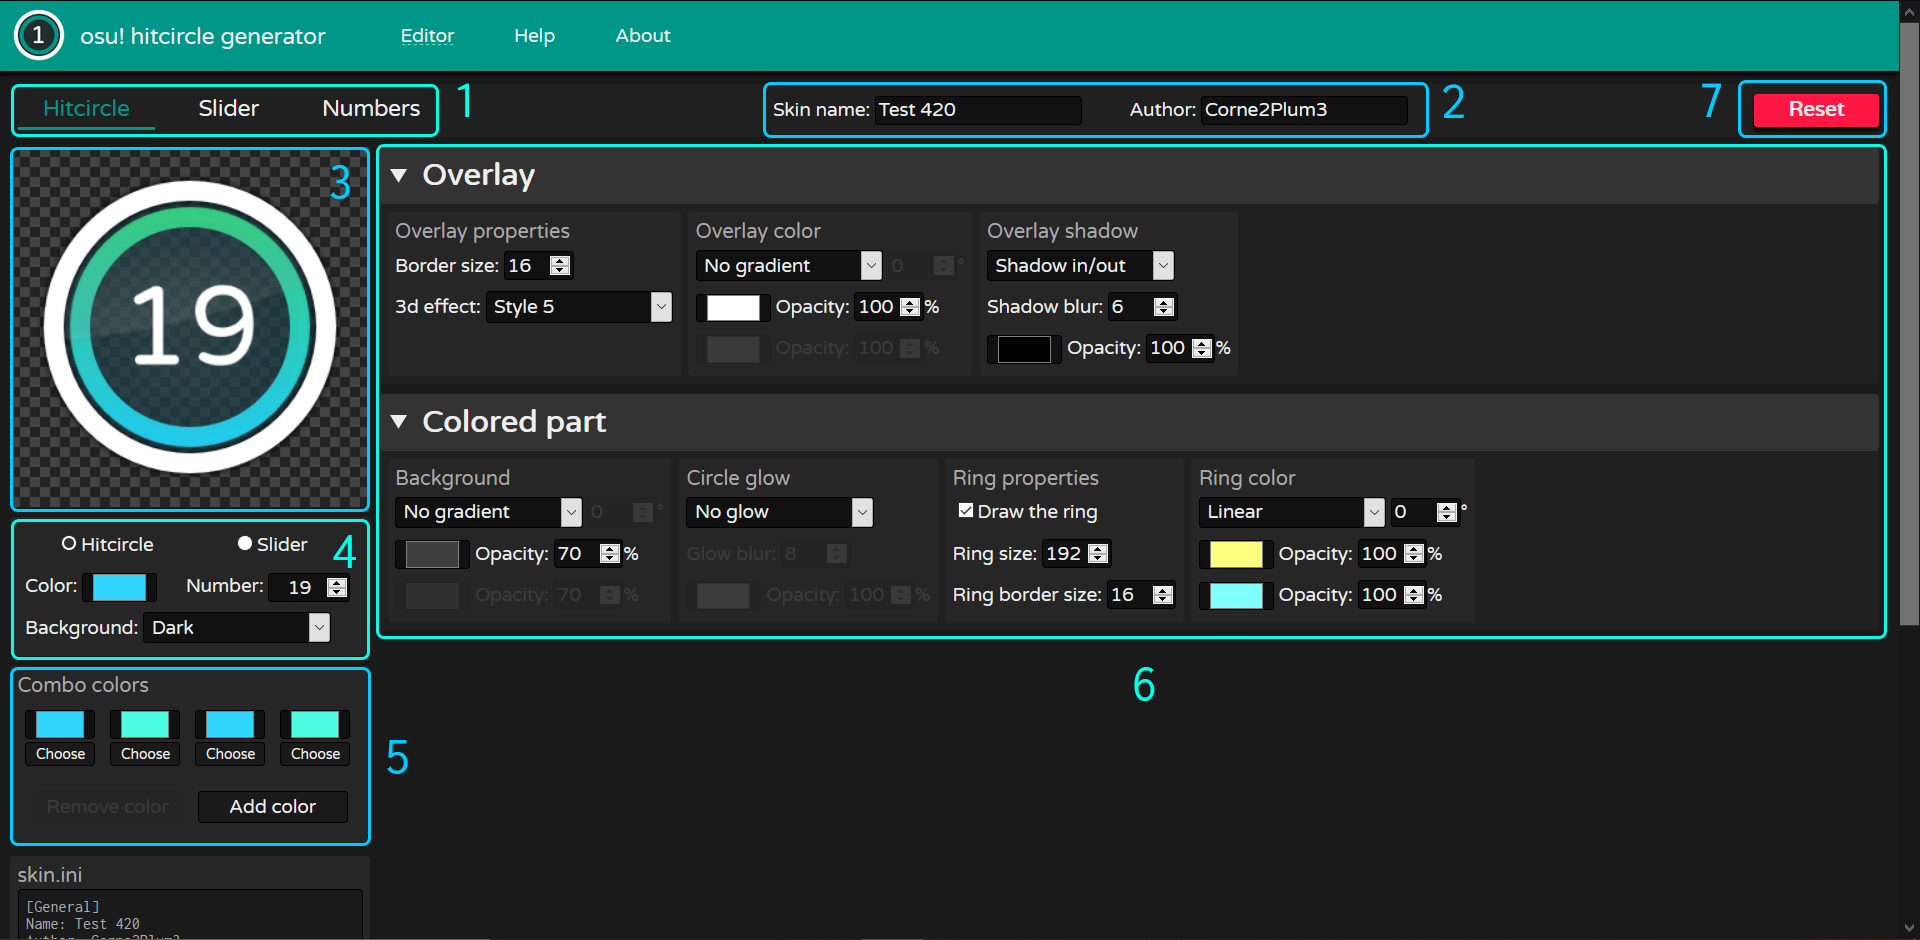 1 osu! hitcircle generator Editor Help About
Hitcircle Slider Numbers 1
Skin name: Test 420 Author: Corne2Plum3 2
7 Reset
3
19
Overlay
Overlay properties
Border size: 16
3d effect: Style 5
Overlay color
No gradient 0 °
Opacity: 100 %
Opacity: 100 %
Overlay shadow
Shadow in/out
Shadow blur: 6
Opacity: 100 %
Colored part
Background
No gradient 0 °
Opacity: 70 %
Opacity: 70 %
Circle glow
No glow
Glow blur: 8
Opacity: 100 %
Ring properties
Draw the ring
Ring size: 192
Ring border size: 16
Ring color
Linear 0 °
Opacity: 100 %
Opacity: 100 %
6
Hitcircle Slider 4
Color: Number: 19
Background: Dark
Combo colors
Choose Choose Choose Choose
5
Remove color Add color
skin.ini
[General]
Name: Test 420
Author: Corne2Plum3